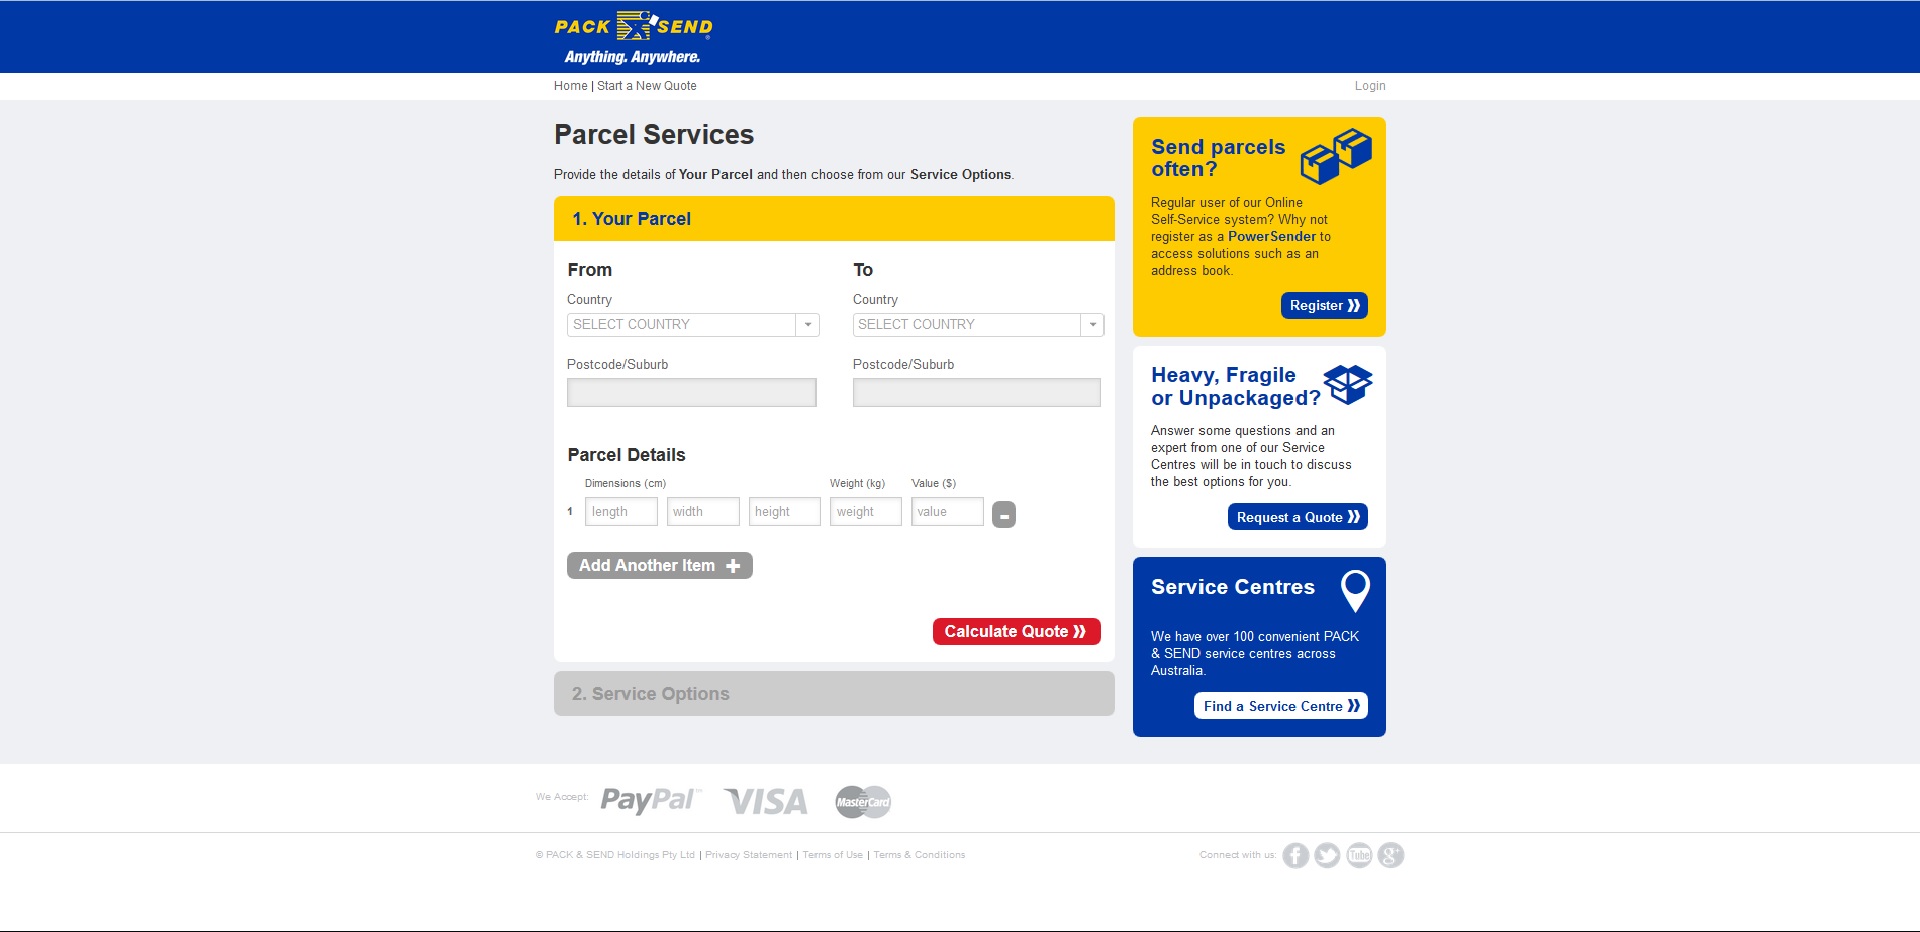 PACK SEND
Anything. Anywhere.
Home | Start a New Quote
Login
Parcel Services
Provide the details of Your Parcel and then choose from our Service Options.
1. Your Parcel
From
To
Country
Country
SELECT COUNTRY
SELECT COUNTRY
Postcode/Suburb
Postcode/Suburb
Parcel Details
Dimensions (cm)
Weight (kg)
Value ($)
1
length
width
height
weight
value
Add Another Item
Calculate Quote
2. Service Options
Send parcels
often?
Regular user of our Online
Self-Service system? Why not
register as a PowerSender to
access solutions such as an
address book.
Register
Heavy, Fragile
or Unpackaged?
Answer some questions and an
expert from one of our Service
Centres will be in touch to discuss
the best options for you.
Request a Quote
Service Centres
We have over 100 convenient PACK
& SEND service centres across
Australia.
Find a Service Centre
We Accept:
PayPal
VISA
MasterCard
© PACK & SEND Holdings Pty Ltd | Privacy Statement | Terms of Use | Terms & Conditions
Connect with us:
f
Tube
g+